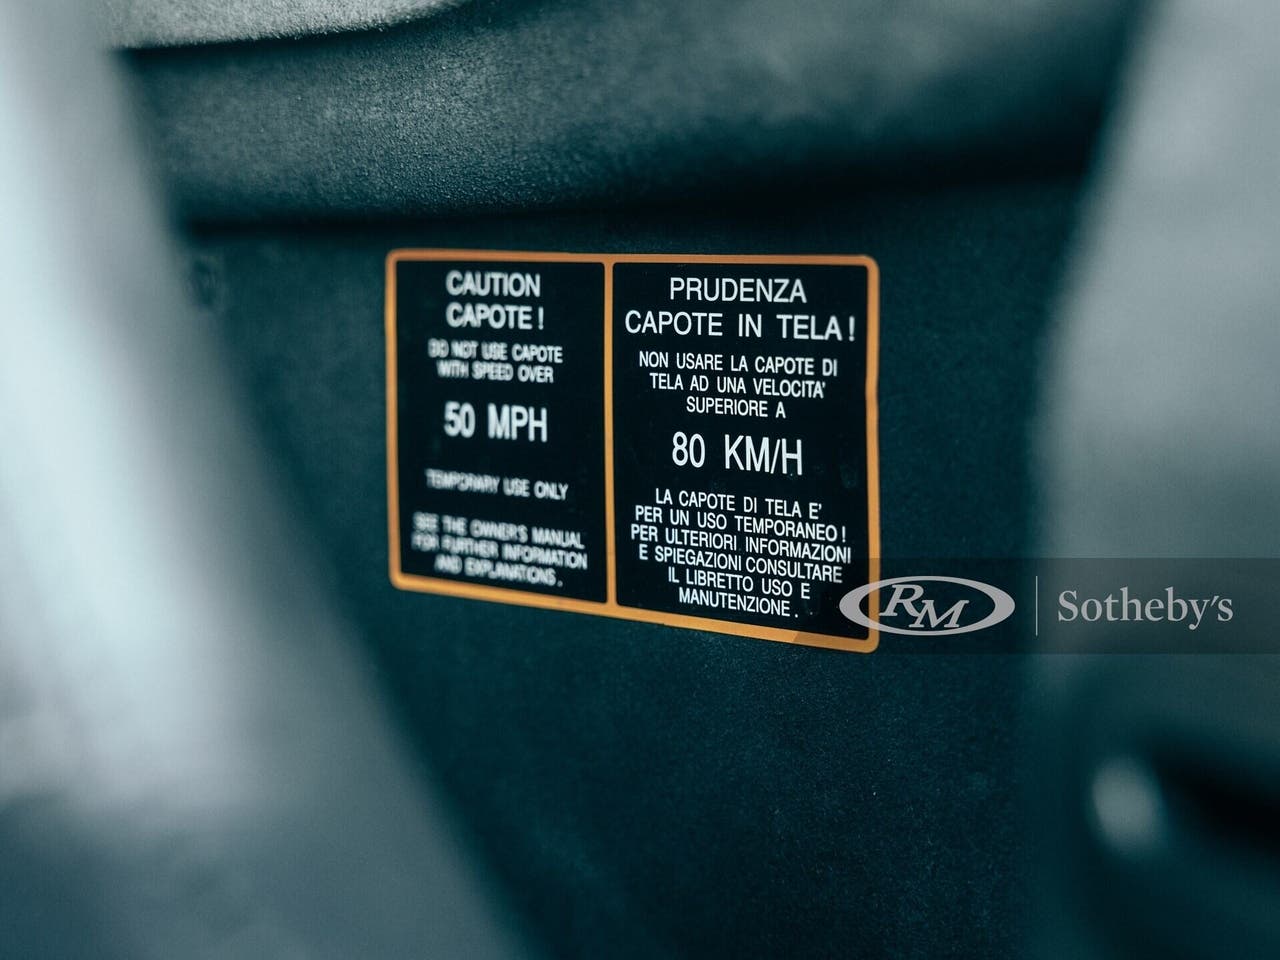 CAUTION
CAPOTE !
DO NOT USE CAPOTE
WITH SPEED OVER
50 MPH
TEMPORARY USE ONLY
SEE THE OWNER'S MANUAL
FOR FURTHER INFORMATION
AND EXPLANATIONS.
PRUDENZA
CAPOTE IN TELA !
NON USARE LA CAPOTE DI
TELA AD UNA VELOCITA'
SUPERIORE A
80 KM/H
LA CAPOTE DI TELA E'
PER UN USO TEMPORANEO !
PER ULTERIORI INFORMAZIONI
E SPIEGAZIONI CONSULTARE
IL LIBRETTO USO E
MANUTENZIONE .
RM Sotheby's